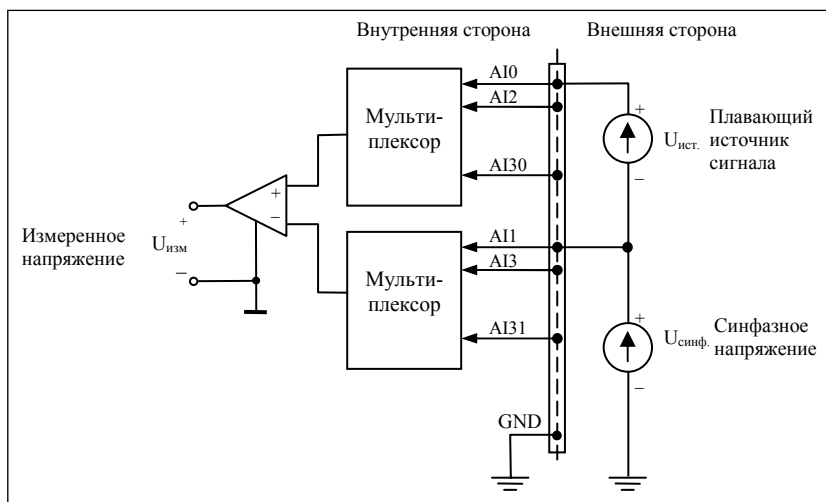 Внутренняя сторона
Внешняя сторона
AI0
AI2
AI30
Мульти-
плексор
+
−
Uист.
Плавающий
источник
сигнала
+
−
Измеренное
напряжение
+
Uизм
−
AI1
AI3
AI31
Мульти-
плексор
+
−
Uсинф.
Синфазное
напряжение
GND